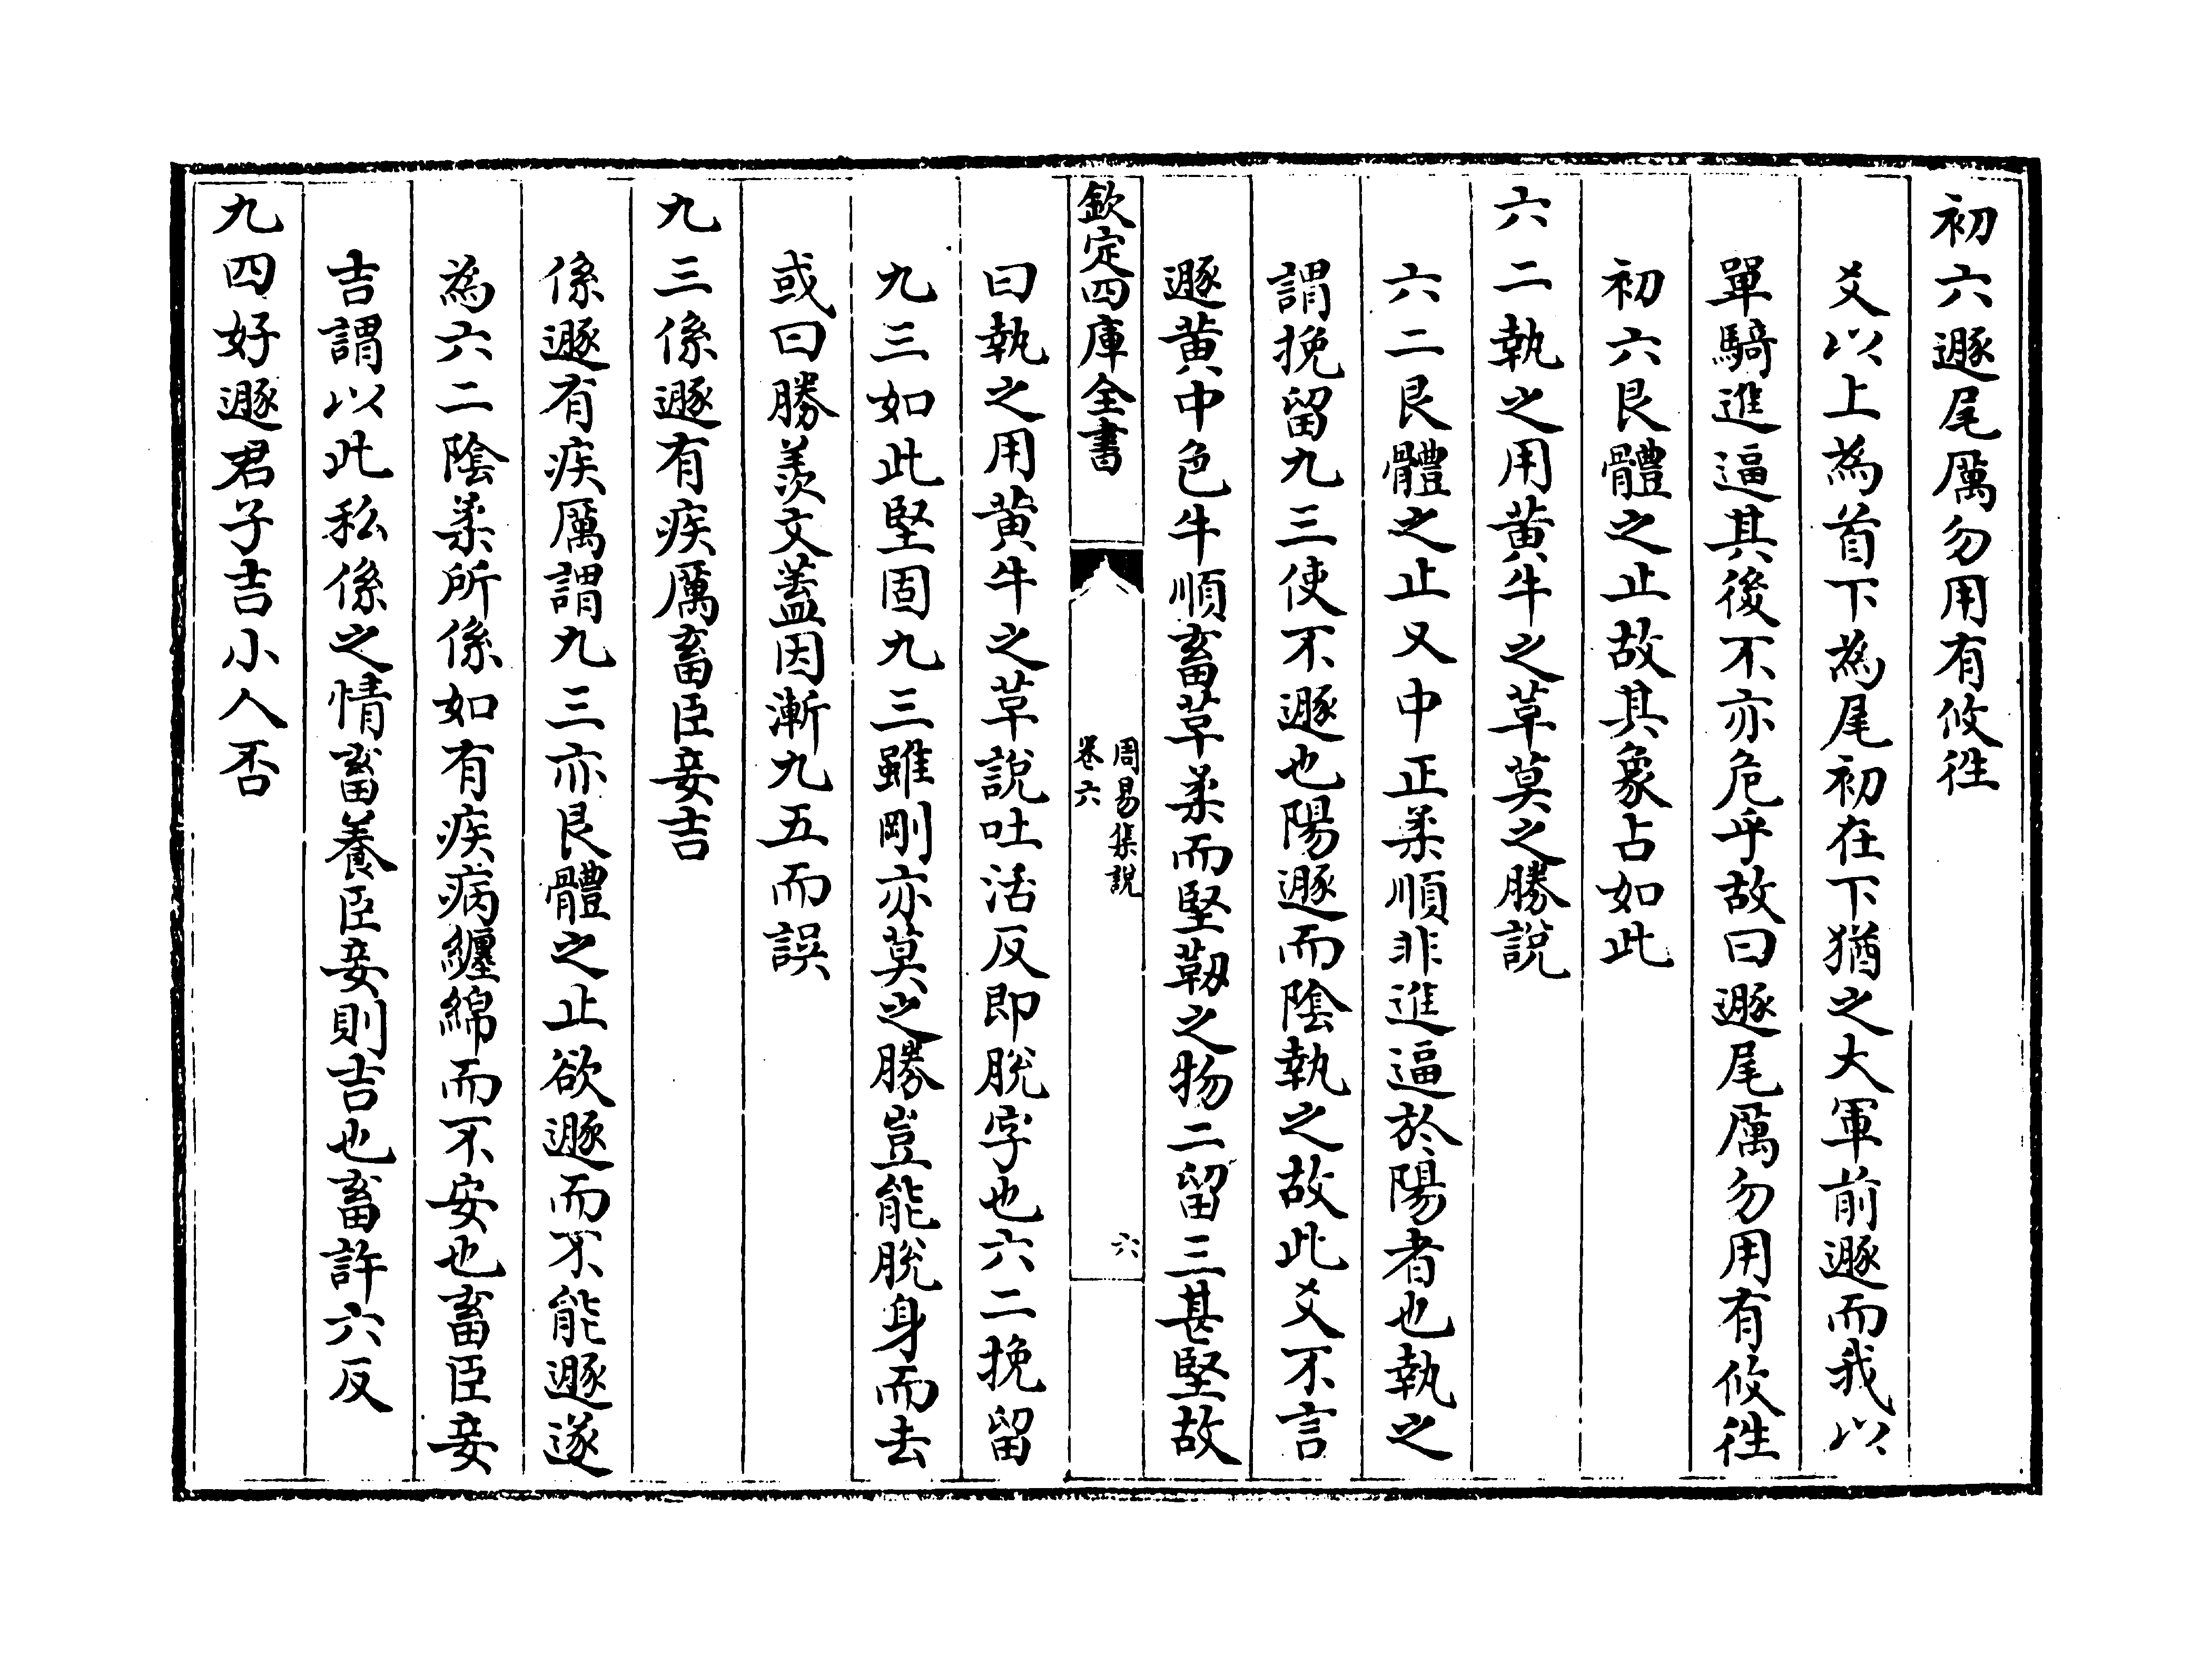 初六遯尾厲勿用有攸徃
爻以上為首下為尾初在下猶之大軍前遯而我以
單騎進逼其後不亦危乎故曰遯尾厲勿用有攸徃
初六艮體之止故其象占如此
六二執之用黃牛之革莫之勝說
六二艮體之止又中正柔順非進逼於陽者也執之
謂挽留九三使不遯也陽遯而陰執之故此爻不言
遯黃中色牛順畜革柔而堅韌之物二留三甚堅故
欽定四庫全書
周易集說
卷六
六
曰執之用黃牛之革說吐活反即脫字也六二挽留
九三如此堅固九三雖剛亦莫之勝豈能脫身而去
或曰勝羡文蓋因漸九五而誤
九三係遯有疾厲畜臣妾吉
係遯有疾厲謂九三亦艮體之止欲遯而不能遯遂
為六二陰柔所係如有疾病纏綿而不安也畜臣妾
吉謂以此私係之情畜養臣妾則吉也畜許六反
九四好遯君子吉小人否